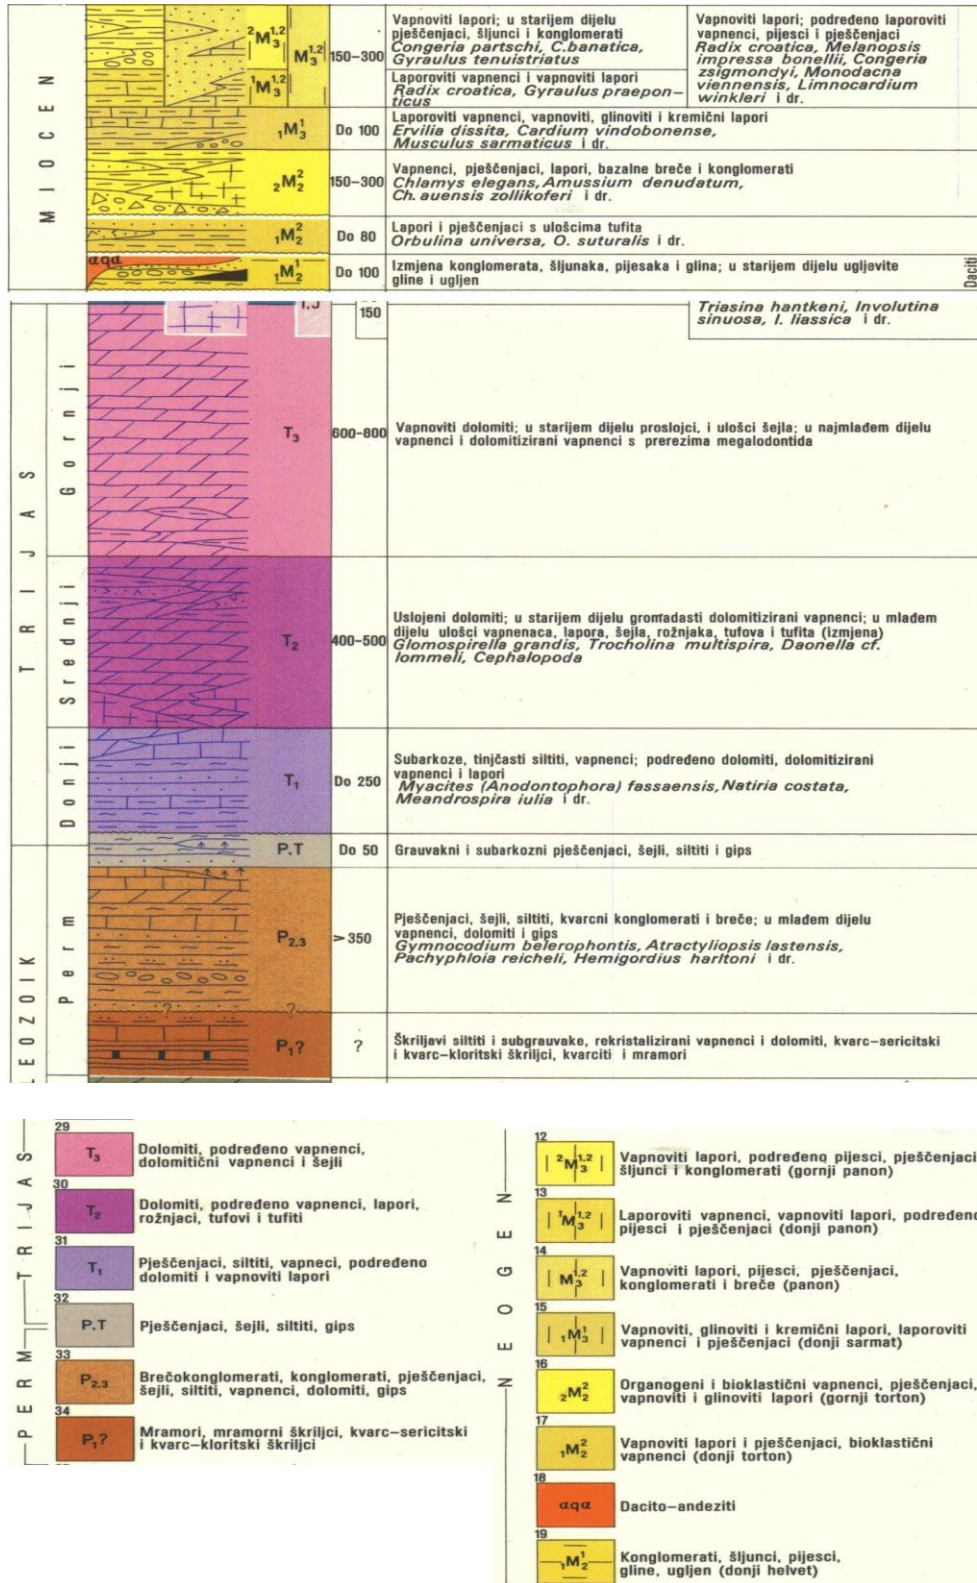 MIOCEN
²M₃¹,²
M₃¹,²
150–300
Vapnoviti lapori; u starijem dijelu
pješčenjaci, šljunci i konglomerati
Congeria partschi, C.banatica,
Gyraulus tenuistriatus
Vapnoviti lapori; podređeno laporoviti
vapnenci, pijesci i pješčenjaci
Radix croatica, Melanopsis
impressa bonellii, Congeria
zsigmondyi, Monodacna
viennensis, Limnocardium
winkleri i dr.
¹M₃¹,²
Laporoviti vapnenci i vapnoviti lapori
Radix croatica, Gyraulus praepon–
ticus
₁M₃¹
Do 100
Laporoviti vapnenci, vapnoviti, glinoviti i kremični lapori
Ervilia dissita, Cardium vindobonense,
Musculus sarmaticus i dr.
₂M₂²
150–300
Vapnenci, pješčenjaci, lapori, bazalne breče i konglomerati
Chlamys elegans, Amussium denudatum,
Ch. auensis zollikoferi i dr.
₁M₂²
Do 80
Lapori i pješčenjaci s ulošcima tufita
Orbulina universa, O. suturalis i dr.
αqα
₁M₂¹
Do 100
Izmjena konglomerata, šljunaka, pijesaka i glina; u starijem dijelu ugljevite
gline i ugljen
Daciti
150
Triasina hantkeni, Involutina
sinuosa, I. liassica i dr.
TRIJAS
Gornji
T₃
600–800
Vapnoviti dolomiti; u starijem dijelu proslojci, i ulošci šejla; u najmlađem dijelu
vapnenci i dolomitizirani vapnenci s prerezima megalodontida
Srednji
T₂
400–500
Uslojeni dolomiti; u starijem dijelu gromadasti dolomitizirani vapnenci; u mlađem
dijelu ulošci vapnenaca, lapora, šejla, rožnjaka, tufova i tufita (izmjena)
Glomospirella grandis, Trocholina multispira, Daonella cf.
lommeli, Cephalopoda
Donji
T₁
Do 250
Subarkoze, tinjčasti siltiti, vapnenci; podređeno dolomiti, dolomitizirani
vapnenci i lapori
Myacites (Anodontophora) fassaensis, Natiria costata,
Meandrospira iulia i dr.
P.T
Do 50
Grauvakni i subarkozni pješčenjaci, šejli, siltiti i gips
LEOZOIK
Perm
P₂,₃
>350
Pješčenjaci, šejli, siltiti, kvarcni konglomerati i breče; u mlađem dijelu
vapnenci, dolomiti i gips
Gymnocodium belerophontis, Atractyliopsis lastensis,
Pachyphloia reicheli, Hemigordius harltoni i dr.
? ?
P₁?
?
Škriljavi siltiti i subgrauvake, rekristalizirani vapnenci i dolomiti, kvarc–sericitski
i kvarc–kloritski škriljci, kvarciti i mramori
TRIJAS
29
T₃
Dolomiti, podređeno vapnenci,
dolomitični vapnenci i šejli
30
T₂
Dolomiti, podređeno vapnenci, lapori,
rožnjaci, tufovi i tufiti
31
T₁
Pješčenjaci, siltiti, vapneci, podređeno
dolomiti i vapnoviti lapori
32
P.T
Pješčenjaci, šejli, siltiti, gips
PERM
33
P₂,₃
Brečokonglomerati, konglomerati, pješčenjaci,
šejli, siltiti, vapnenci, dolomiti, gips
34
P₁?
Mramori, mramorni škriljci, kvarc–sericitski
i kvarc–kloritski škriljci
NEOGEN
12
²M₃¹,²
Vapnoviti lapori, podređeno pijesci, pješčenjaci
šljunci i konglomerati (gornji panon)
13
¹M₃¹,²
Laporoviti vapnenci, vapnoviti lapori, podređeno
pijesci i pješčenjaci (donji panon)
14
M₃¹,²
Vapnoviti lapori, pijesci, pješčenjaci,
konglomerati i breče (panon)
15
₁M₃¹
Vapnoviti, glinoviti i kremični lapori, laporoviti
vapnenci i pješčenjaci (donji sarmat)
16
₂M₂²
Organogeni i bioklastični vapnenci, pješčenjaci,
vapnoviti i glinoviti lapori (gornji torton)
17
₁M₂²
Vapnoviti lapori i pješčenjaci, bioklastični
vapnenci (donji torton)
18
αqα
Dacito–andeziti
19
₁M₂¹
Konglomerati, šljunci, pijesci,
gline, ugljen (donji helvet)